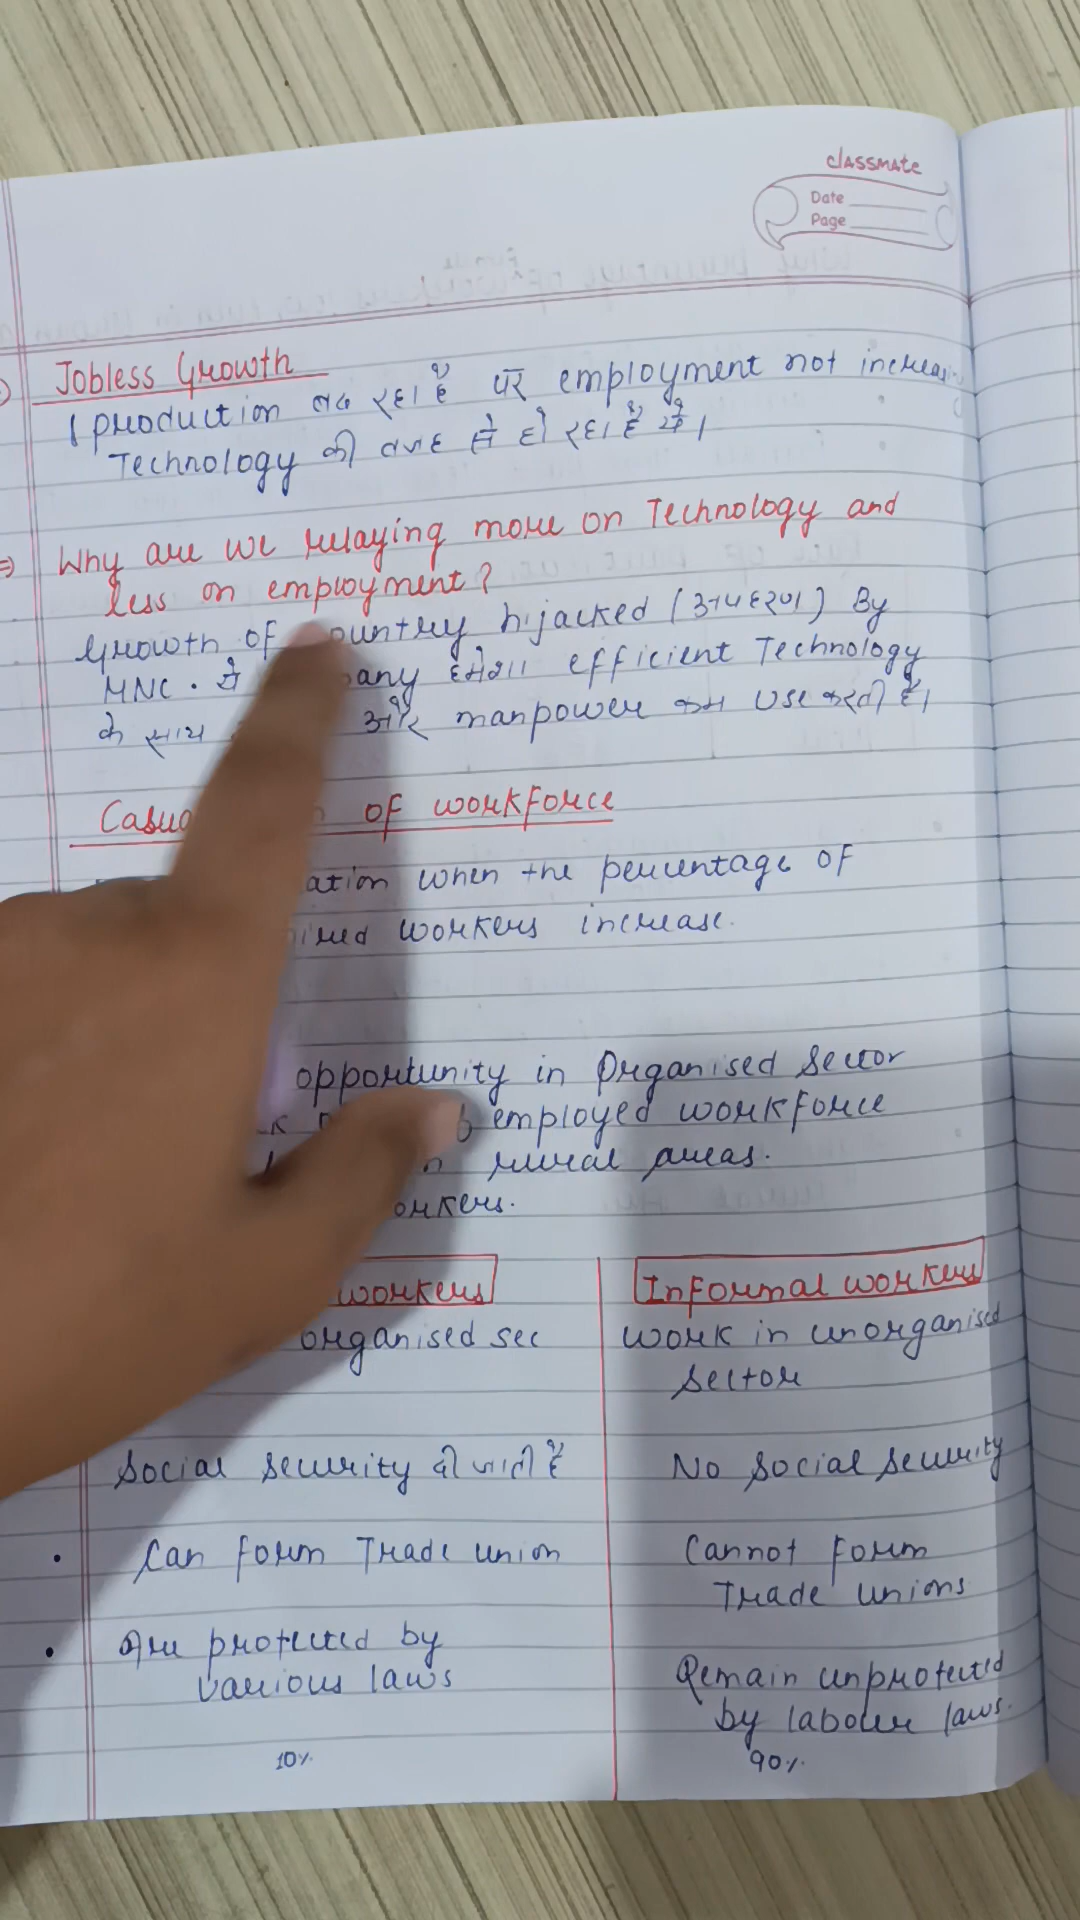 classmate
Date
Page
Jobless Growth
production बढ़ रहा है पर employment not
Technology की वजह से हो रहा है ये।
Why are we relaying more on Technology and
less on employment?
Growth of country hijacked (अपहरण) By
MNC. ये हमेशा efficient Technology
के साथ और manpower कम use करती है।
of workforce
when the percentage of
workers increase.
opportunity in Organised Sector
employed workforce
rural areas.
workers
Informal workers
organised sec
work in unorganised
sector
Social security दी जाती है
No social security
• Can form Trade union
Cannot form
Trade unions
• Are protected by
various laws
Remain unprotected
by labour laws.
10%
90%